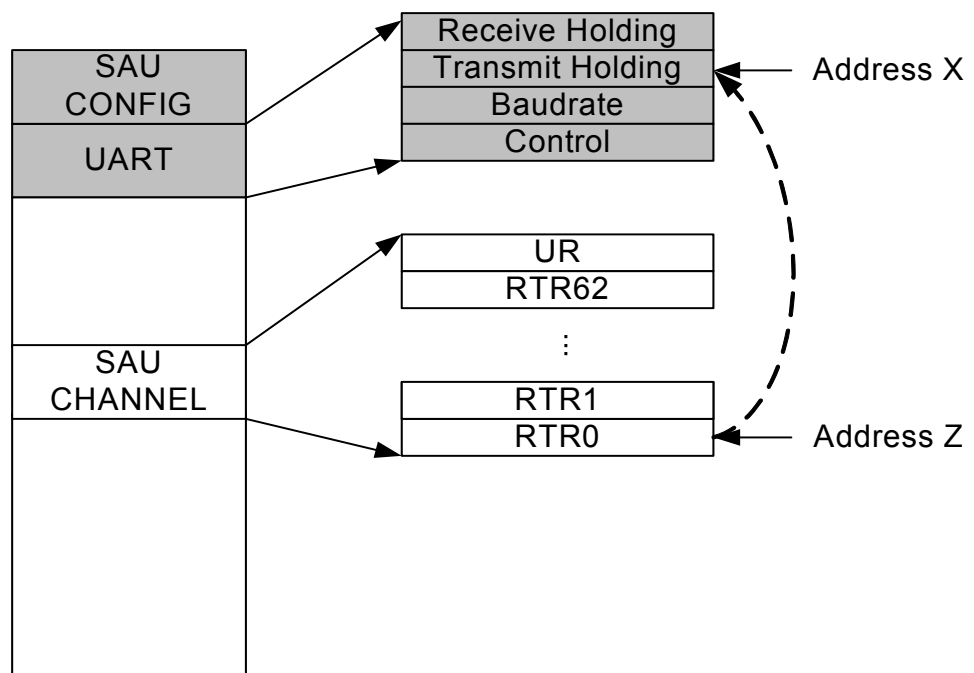 SAU
CONFIG
UART
SAU
CHANNEL
Receive Holding
Transmit Holding
Baudrate
Control
UR
RTR62
...
RTR1
RTR0
Address X
Address Z